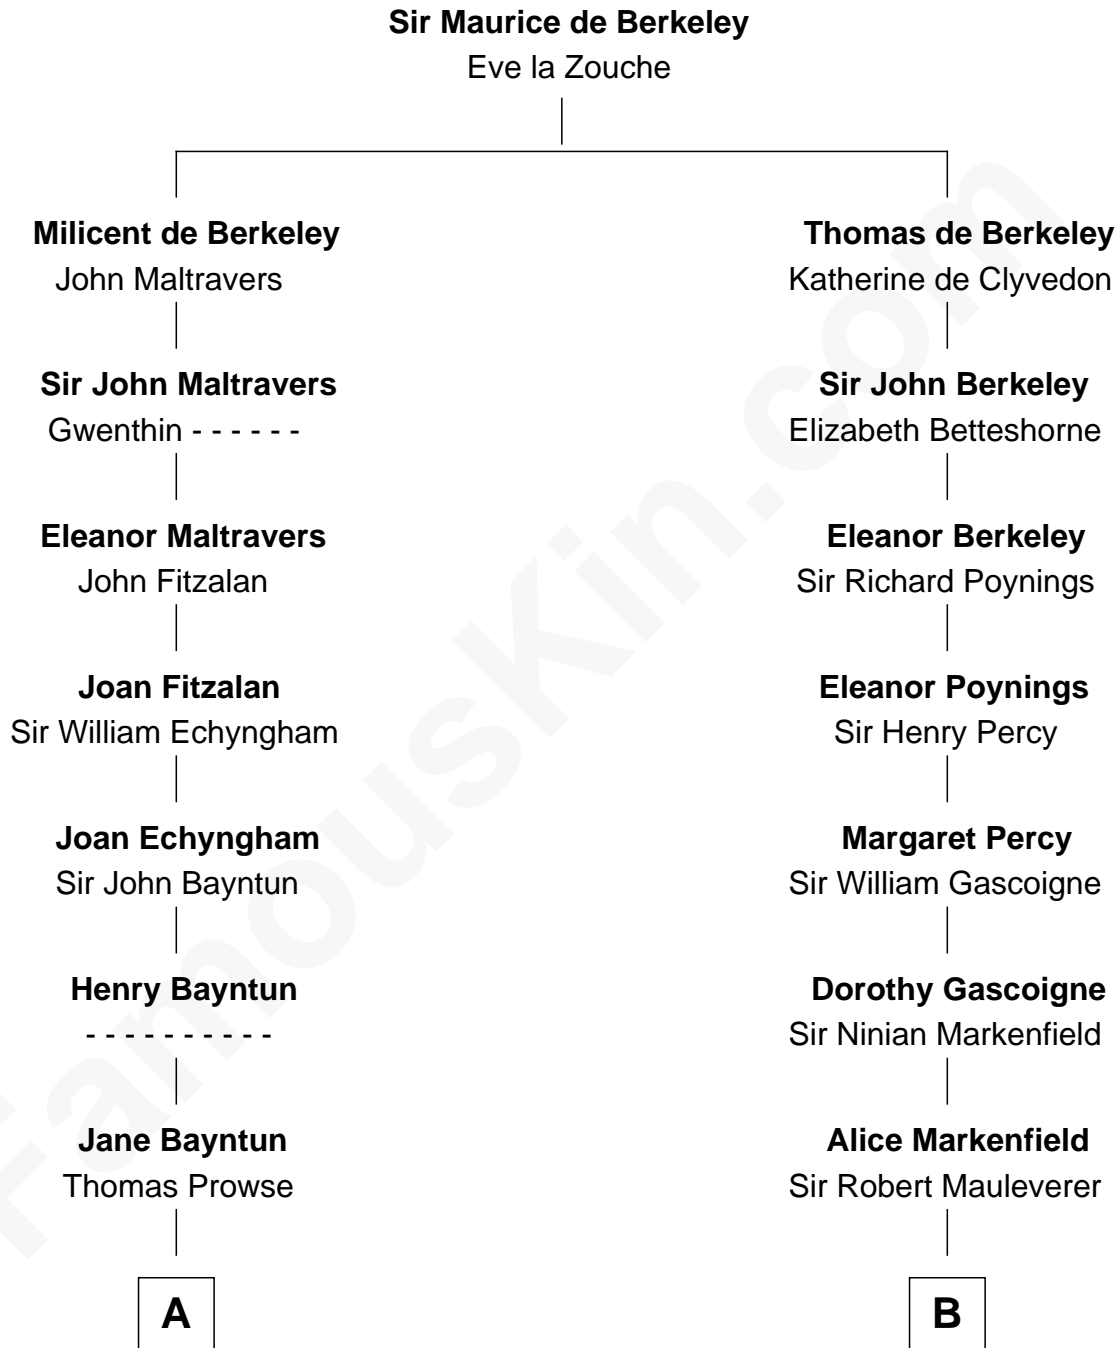 Sir Maurice de Berkeley
Eve la Zouche
Milicent de Berkeley
John Maltravers
Thomas de Berkeley
Katherine de Clyvedon
Sir John Maltravers
Gwenthin - - - - - -
Sir John Berkeley
Elizabeth Betteshorne
Eleanor Maltravers
John Fitzalan
Eleanor Berkeley
Sir Richard Poynings
Joan Fitzalan
Sir William Echyngham
Eleanor Poynings
Sir Henry Percy
Joan Echyngham
Sir John Bayntun
Margaret Percy
Sir William Gascoigne
Henry Bayntun
- - - - - - - - - -
Dorothy Gascoigne
Sir Ninian Markenfield
Jane Bayntun
Thomas Prowse
Alice Markenfield
Sir Robert Mauleverer
A
B
FamousKin.com